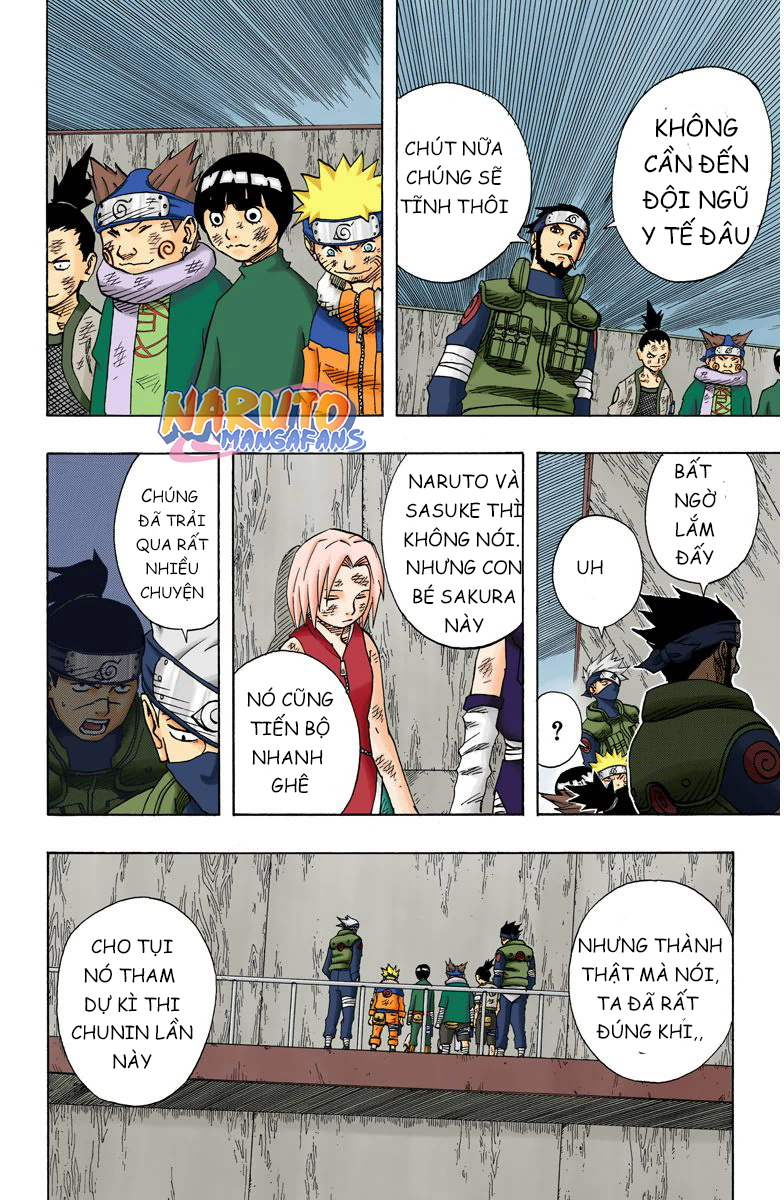 KHÔNG
CẦN ĐẾN
ĐỘI NGŨ
Y TẾ ĐÂU
CHÚT NỮA
CHÚNG SẼ
TĨNH THÔI
NARUTO
MANGAFANS
BẤT
NGỜ
LẮM
ĐẤY
UH
?
NARUTO VÀ
SASUKE THÌ
KHÔNG NÓI.
NHƯNG CON
BÉ SAKURA
NÀY
NÓ CŨNG
TIẾN BỘ
NHANH
GHÊ
CHÚNG
ĐÃ TRẢI
QUA RẤT
NHIỀU
CHUYỆN
NHƯNG THÀNH
THẬT MÀ NÓI,
TA ĐÃ RẤT
ĐÚNG KHI,,
CHO TỤI
NÓ THAM
DỰ KÌ THI
CHUNIN LẦN
NÀY